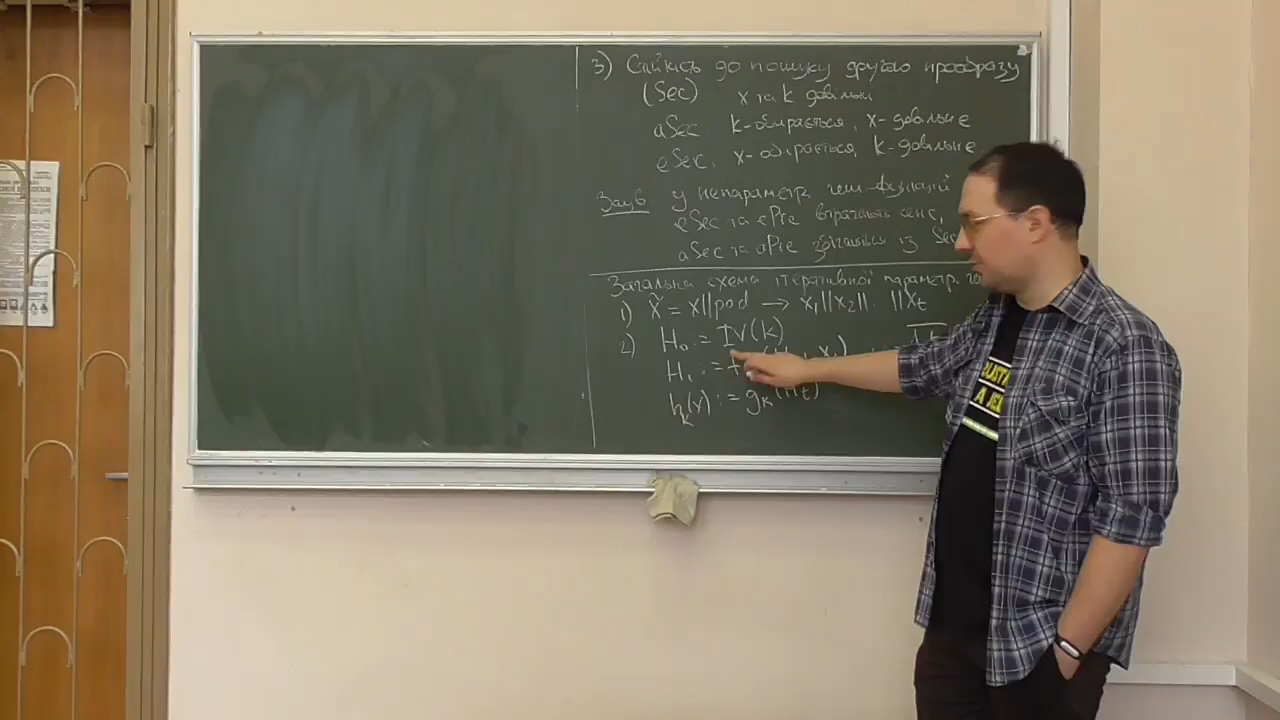 3) Стійкість до пошуку другого прообразу
(Sec) x та k довільні
aSec k-обирається, x-довільне
eSec. x-обирається, k-довільне.
Заув У непараметр. геш-функцій
eSec та ePre втрачають сенс,
aSec та aPre збігаються із Sec
Загальна схема ітеративної параметр.
1) x̃ = x||pad → x₁||x₂||. ||xₜ
2) H₀ := IV(k)
H₁ :=
hₖ(x) := gₖ(Hₜ)
A JE